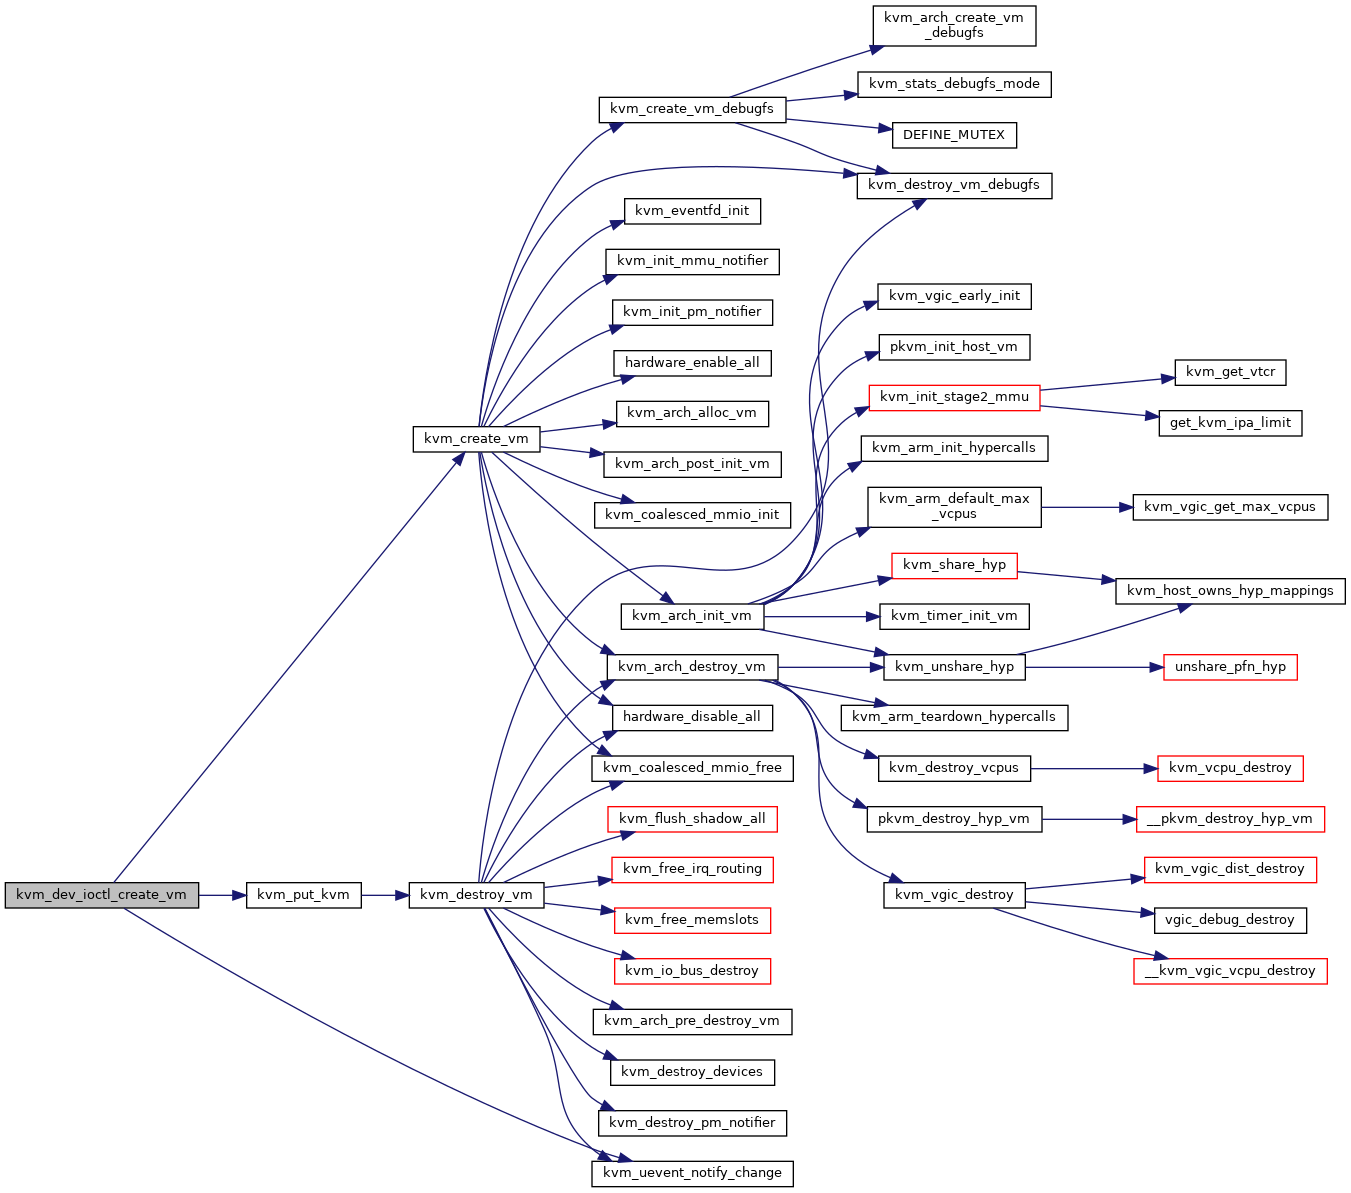 kvm_arch_create_vm
_debugfs
kvm_stats_debugfs_mode
kvm_create_vm_debugfs
DEFINE_MUTEX
kvm_destroy_vm_debugfs
kvm_eventfd_init
kvm_init_mmu_notifier
kvm_vgic_early_init
kvm_init_pm_notifier
pkvm_init_host_vm
hardware_enable_all
kvm_get_vtcr
kvm_init_stage2_mmu
kvm_arch_alloc_vm
get_kvm_ipa_limit
kvm_create_vm
kvm_arm_init_hypercalls
kvm_arch_post_init_vm
kvm_arm_default_max
_vcpus
kvm_vgic_get_max_vcpus
kvm_coalesced_mmio_init
kvm_share_hyp
kvm_host_owns_hyp_mappings
kvm_arch_init_vm
kvm_timer_init_vm
kvm_arch_destroy_vm
kvm_unshare_hyp
unshare_pfn_hyp
hardware_disable_all
kvm_arm_teardown_hypercalls
kvm_coalesced_mmio_free
kvm_destroy_vcpus
kvm_vcpu_destroy
kvm_flush_shadow_all
pkvm_destroy_hyp_vm
__pkvm_destroy_hyp_vm
kvm_free_irq_routing
kvm_vgic_dist_destroy
kvm_dev_ioctl_create_vm
kvm_put_kvm
kvm_destroy_vm
kvm_vgic_destroy
kvm_free_memslots
vgic_debug_destroy
kvm_io_bus_destroy
__kvm_vgic_vcpu_destroy
kvm_arch_pre_destroy_vm
kvm_destroy_devices
kvm_destroy_pm_notifier
kvm_uevent_notify_change